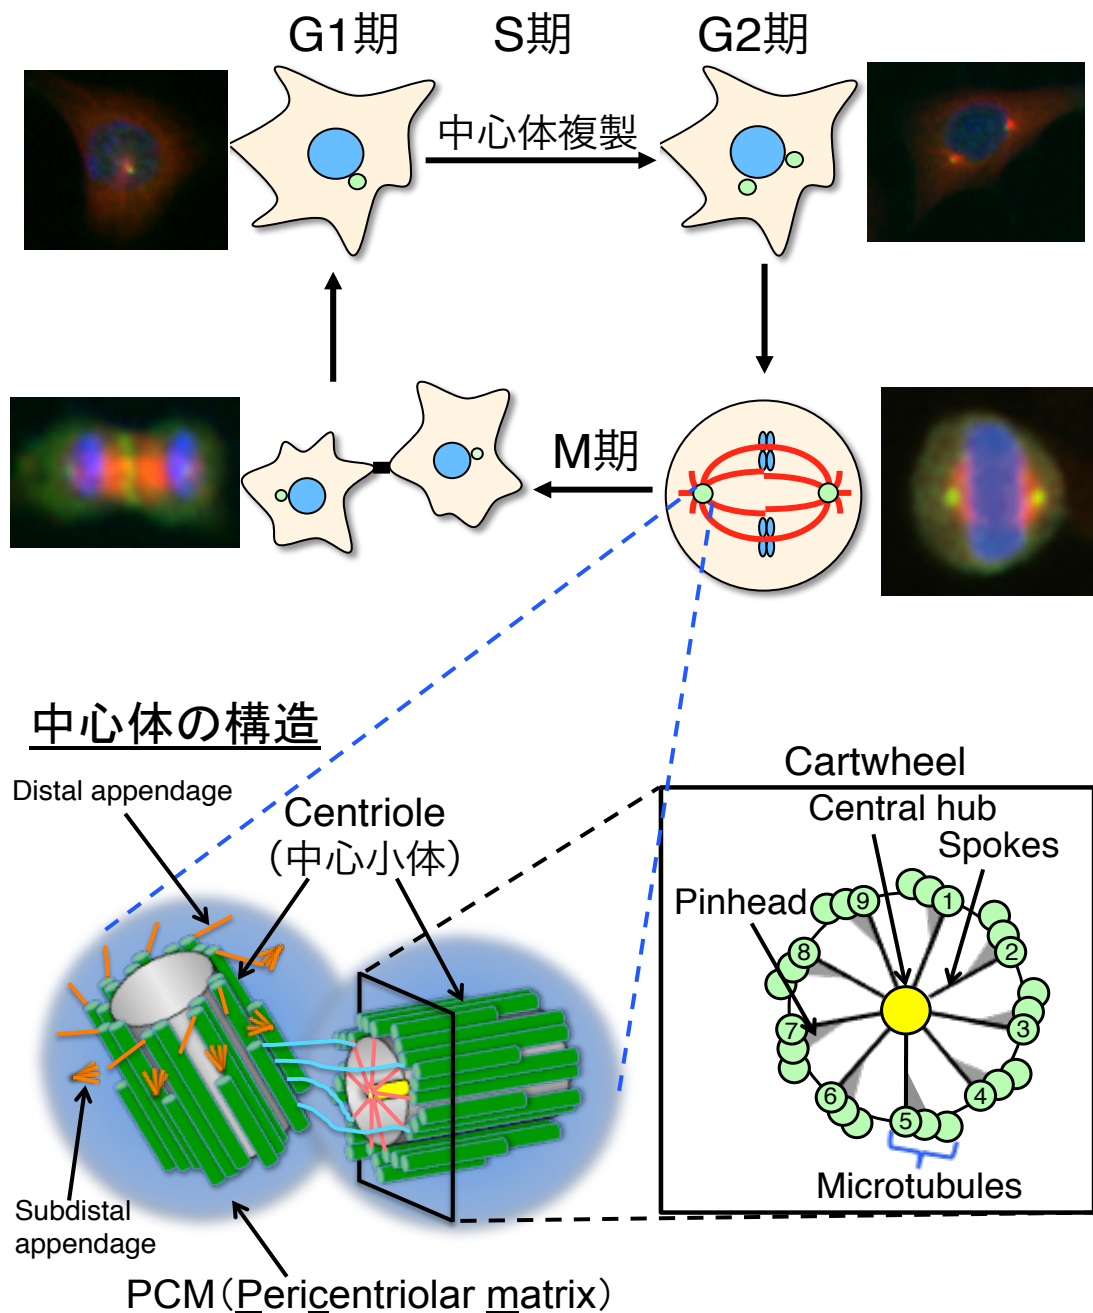 G1期
S期
G2期
中心体複製
M期
中心体の構造
Distal appendage
Centriole
（中心小体）
Subdistal
appendage
PCM（Pericentriolar matrix）
Cartwheel
Central hub
Spokes
Pinhead
1
2
3
4
5
6
7
8
9
Microtubules